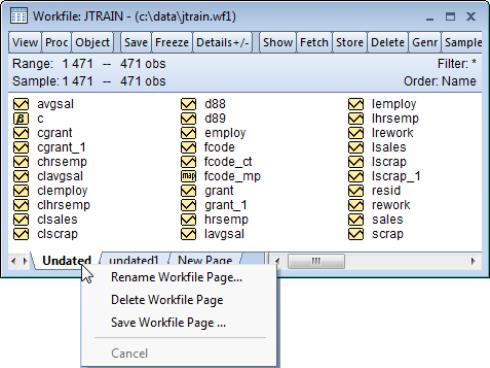 Workfile: JTRAIN - (c:\data\jtrain.wf1)
View Proc Object Save Freeze Details+/- Show Fetch Store Delete Genr Sample
Range: 1 471 -- 471 obs Filter: *
Sample: 1 471 -- 471 obs Order: Name
avgsal d88 lemploy
β c d89 lhrsemp
cgrant employ lrework
cgrant_1 fcode lsales
chrsemp fcode_ct lscrap
clavgsal map fcode_mp lscrap_1
clemploy grant resid
clhrsemp grant_1 rework
clsales hrsemp sales
clscrap lavgsal scrap
Undated undated1 New Page
Rename Workfile Page...
Delete Workfile Page
Save Workfile Page ...
Cancel